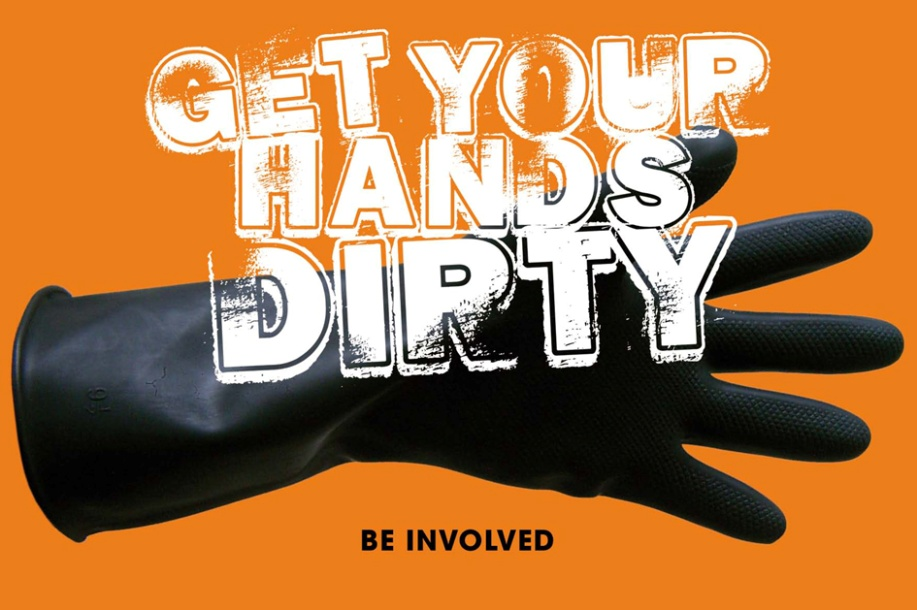 GET YOUR
HANDS
DIRTY
BE INVOLVED